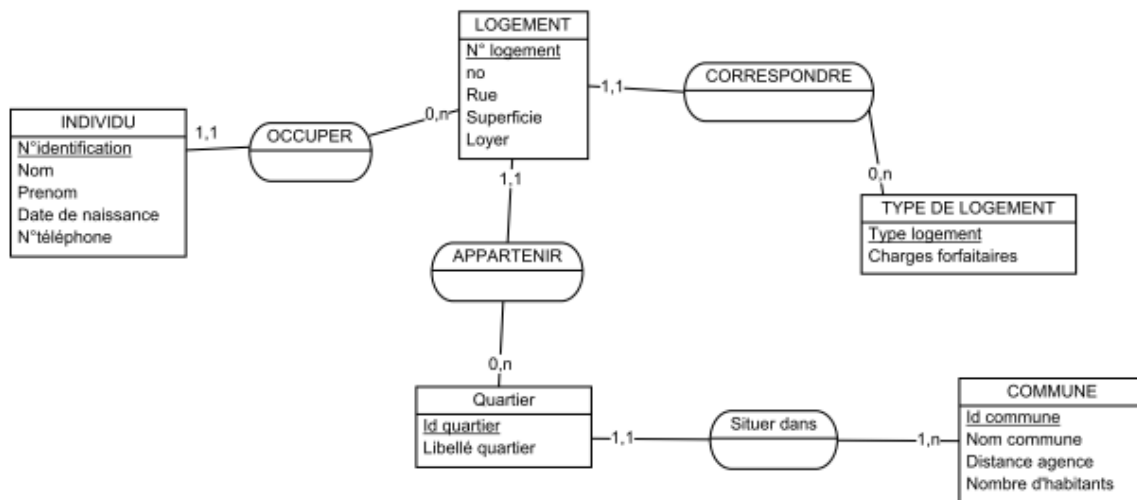 LOGEMENT
N° logement
no
Rue
Superficie
Loyer
1,1
CORRESPONDRE
0,n
INDIVIDU
N°identification
Nom
Prenom
Date de naissance
N°téléphone
1,1
OCCUPER
1,1
0,n
TYPE DE LOGEMENT
Type logement
Charges forfaitaires
APPARTENIR
0,n
Quartier
Id quartier
Libellé quartier
1,1
Situer dans
1,n
COMMUNE
Id commune
Nom commune
Distance agence
Nombre d'habitants